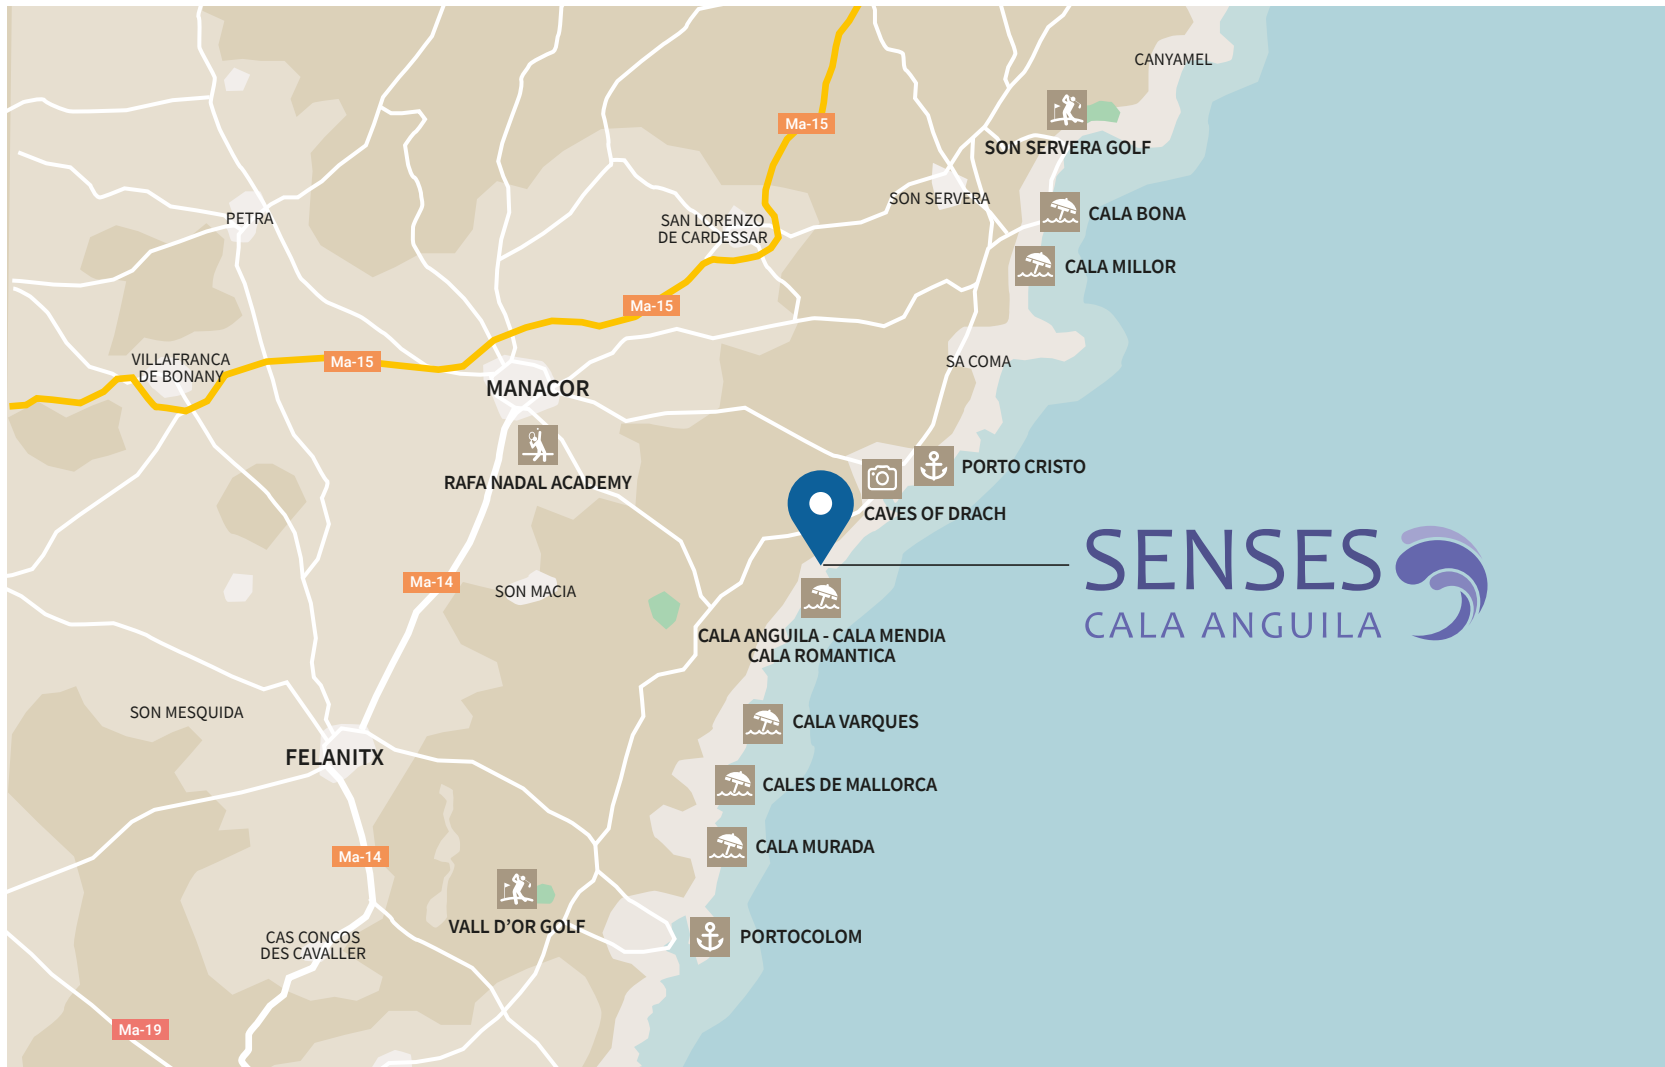 CANYAMEL
Ma-15
SON SERVERA GOLF
SON SERVERA
CALA BONA
PETRA
SAN LORENZO
DE CARDESSAR
CALA MILLOR
Ma-15
VILLAFRANCA
DE BONANY
Ma-15
SA COMA
MANACOR
PORTO CRISTO
RAFA NADAL ACADEMY
CAVES OF DRACH
SENSES
CALA ANGUILA
Ma-14
SON MACIA
CALA ANGUILA - CALA MENDIA
CALA ROMANTICA
SON MESQUIDA
CALA VARQUES
FELANITX
CALES DE MALLORCA
CALA MURADA
Ma-14
VALL D’OR GOLF
CAS CONCOS
DES CAVALLER
PORTOCOLOM
Ma-19